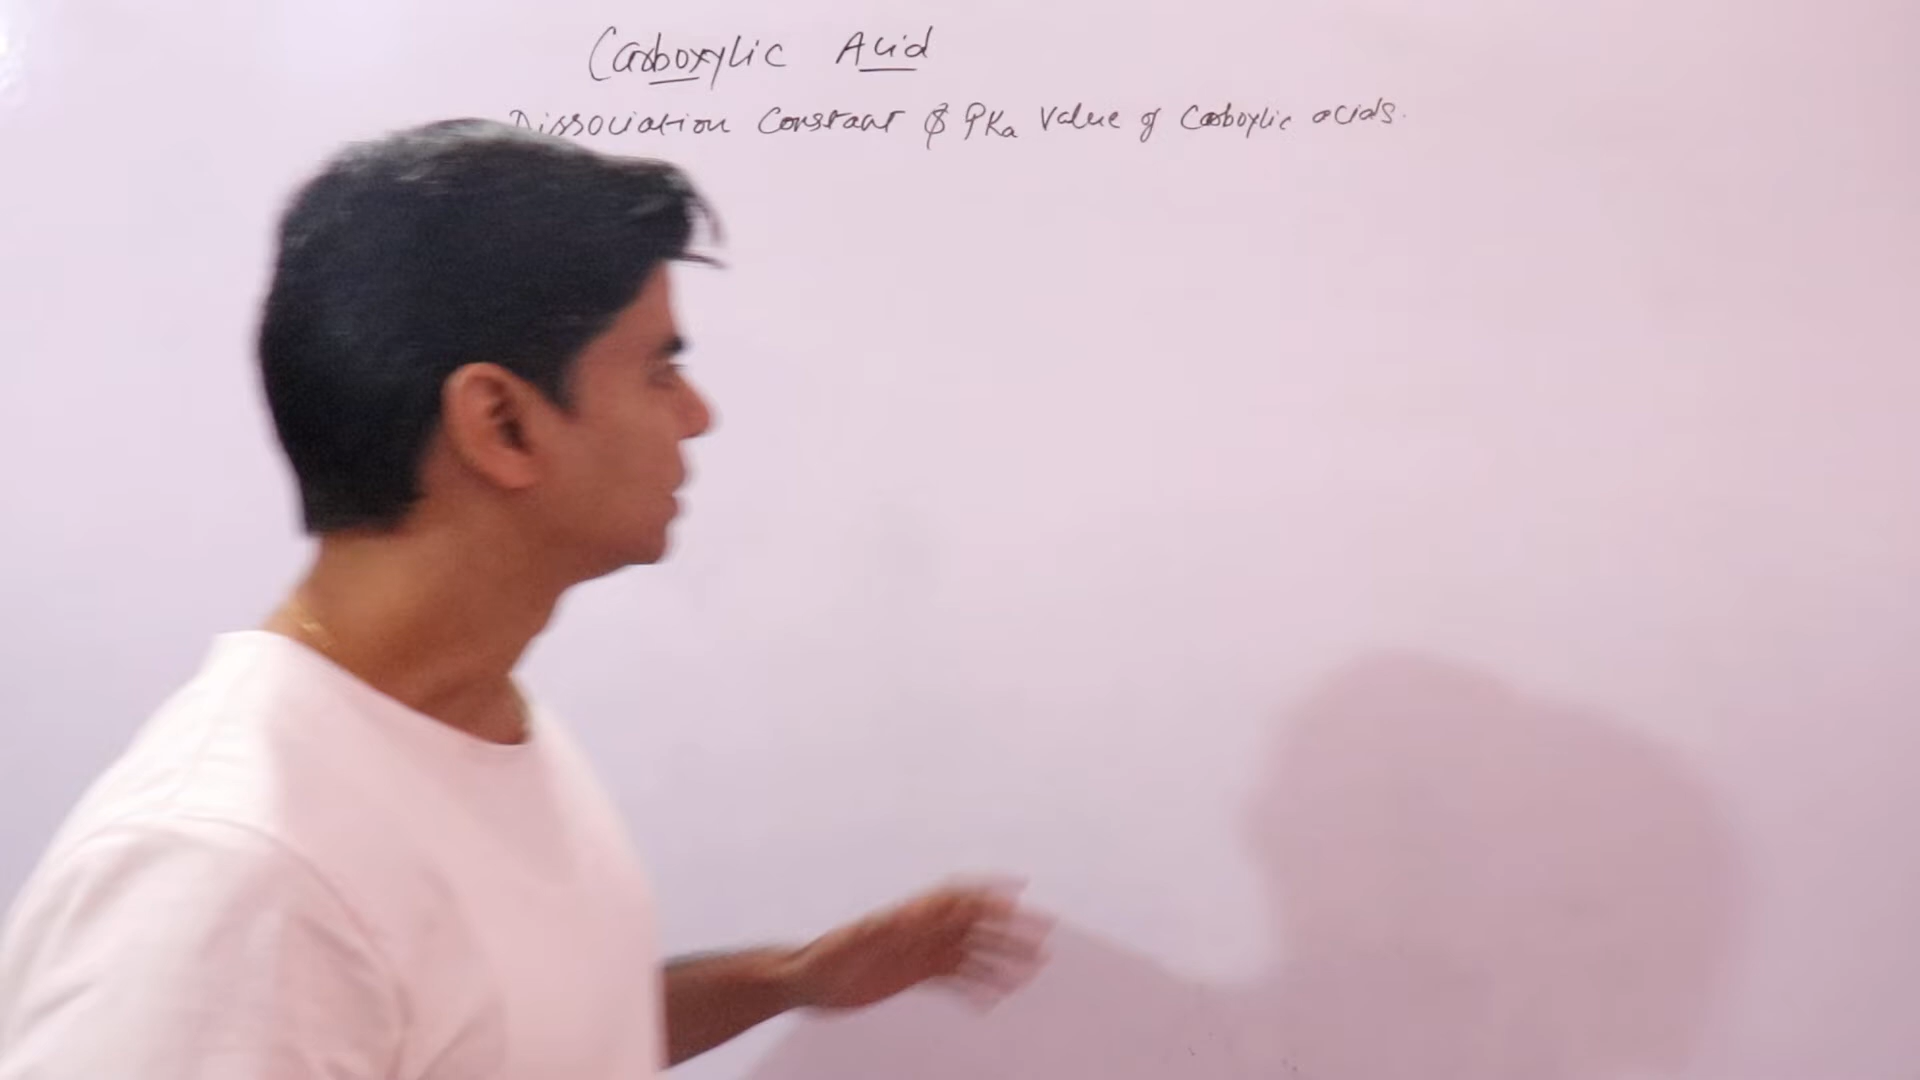 Carboxylic Acid
Dissociation Constant & PKa Value of Carboxylic acids.